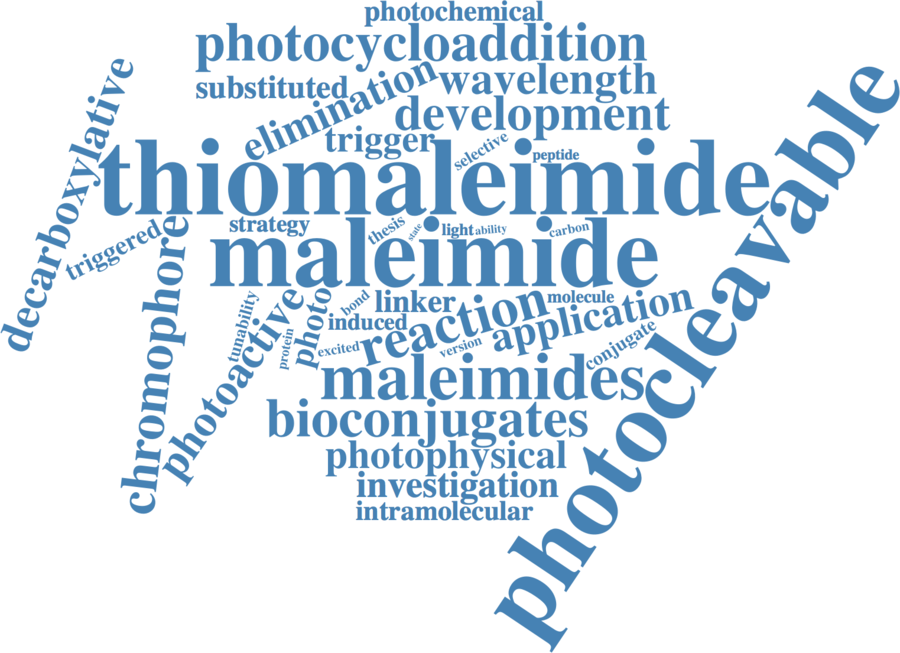 photochemical
photocycloaddition
substituted
wavelength
elimination
development
decarboxylative
trigger
selective
peptide
thiomaleimide
photocleavable
triggered
strategy
thesis
state
light
ability
carbon
maleimide
chromophore
tunability
photoactive
protein
photo
bond
linker
induced
excited
reaction
version
molecule
application
conjugate
maleimides
bioconjugates
photophysical
investigation
intramolecular